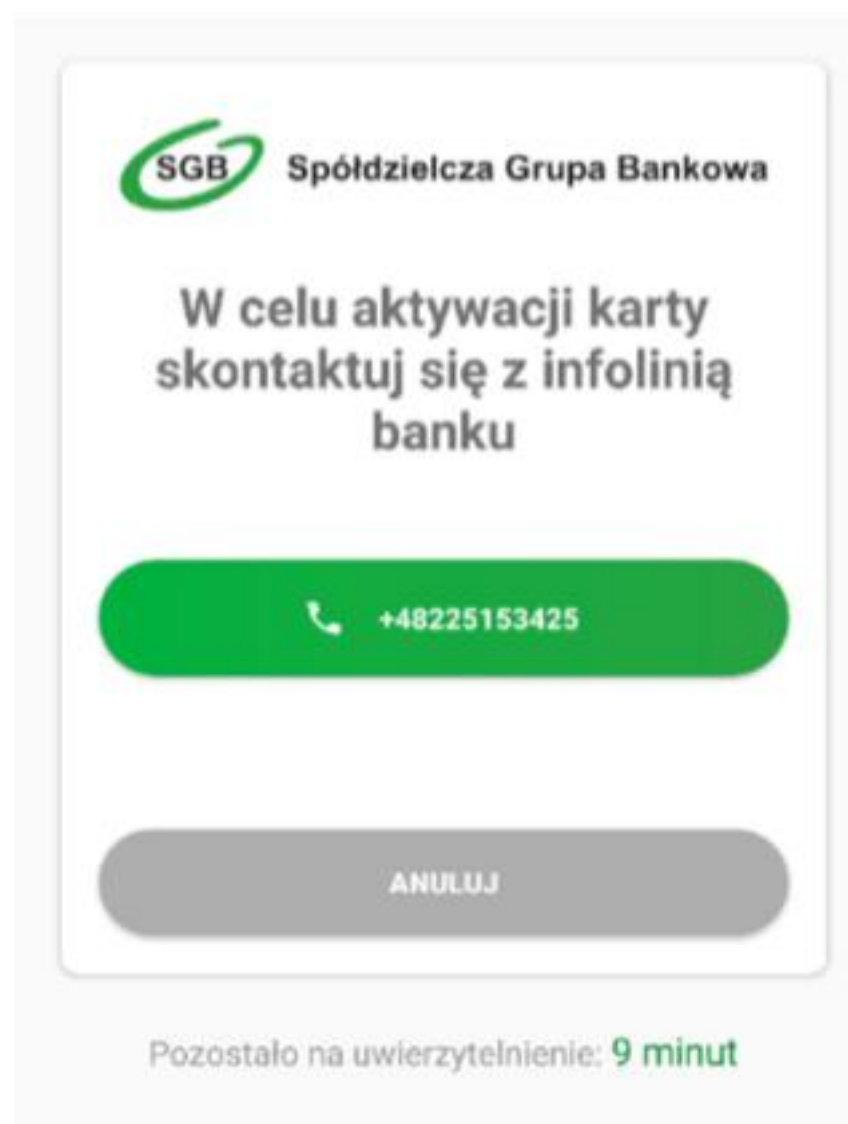 SGB Spółdzielcza Grupa Bankowa
W celu aktywacji karty
skontaktuj się z infolinią
banku
+48225153425
ANULUJ
Pozostało na uwierzytelnienie: 9 minut